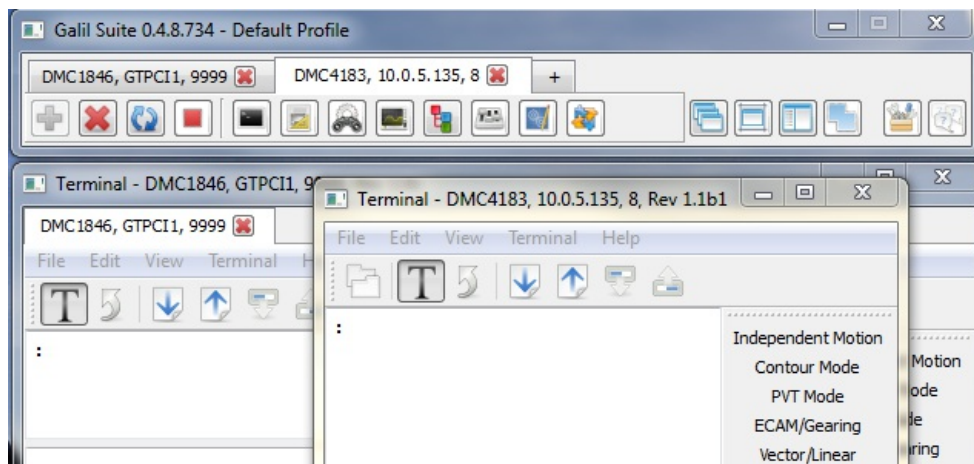 Galil Suite 0.4.8.734 - Default Profile
DMC1846, GTPCI1, 9999
DMC4183, 10.0.5.135, 8
+
Terminal - DMC1846, GTPCI1,
DMC1846, GTPCI1, 9999
File Edit View Terminal
T
:
Terminal - DMC4183, 10.0.5.135, 8, Rev 1.1b1
File Edit View Terminal Help
T
:
Independent Motion
Contour Mode
PVT Mode
ECAM/Gearing
Vector/Linear
Motion